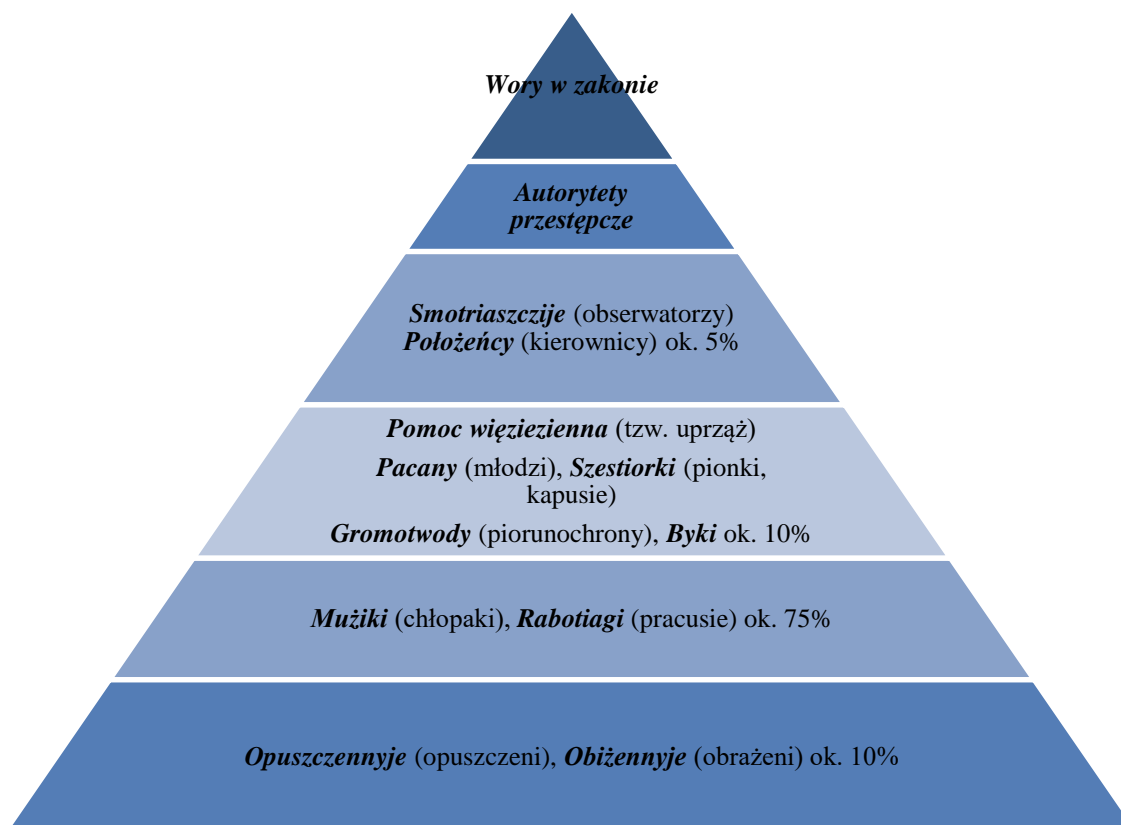 Wory w zakonie
Autorytety
przestępcze
Smotriaszczije (obserwatorzy)
Położeńcy (kierownicy) ok. 5%
Pomoc więziezienna (tzw. uprząż)
Pacany (młodzi), Szestiorki (pionki,
kapusie)
Gromotwody (piorunochrony), Byki ok. 10%
Mużiki (chłopaki), Rabotiagi (pracusie) ok. 75%
Opuszczennyje (opuszczeni), Obiżennyje (obrażeni) ok. 10%